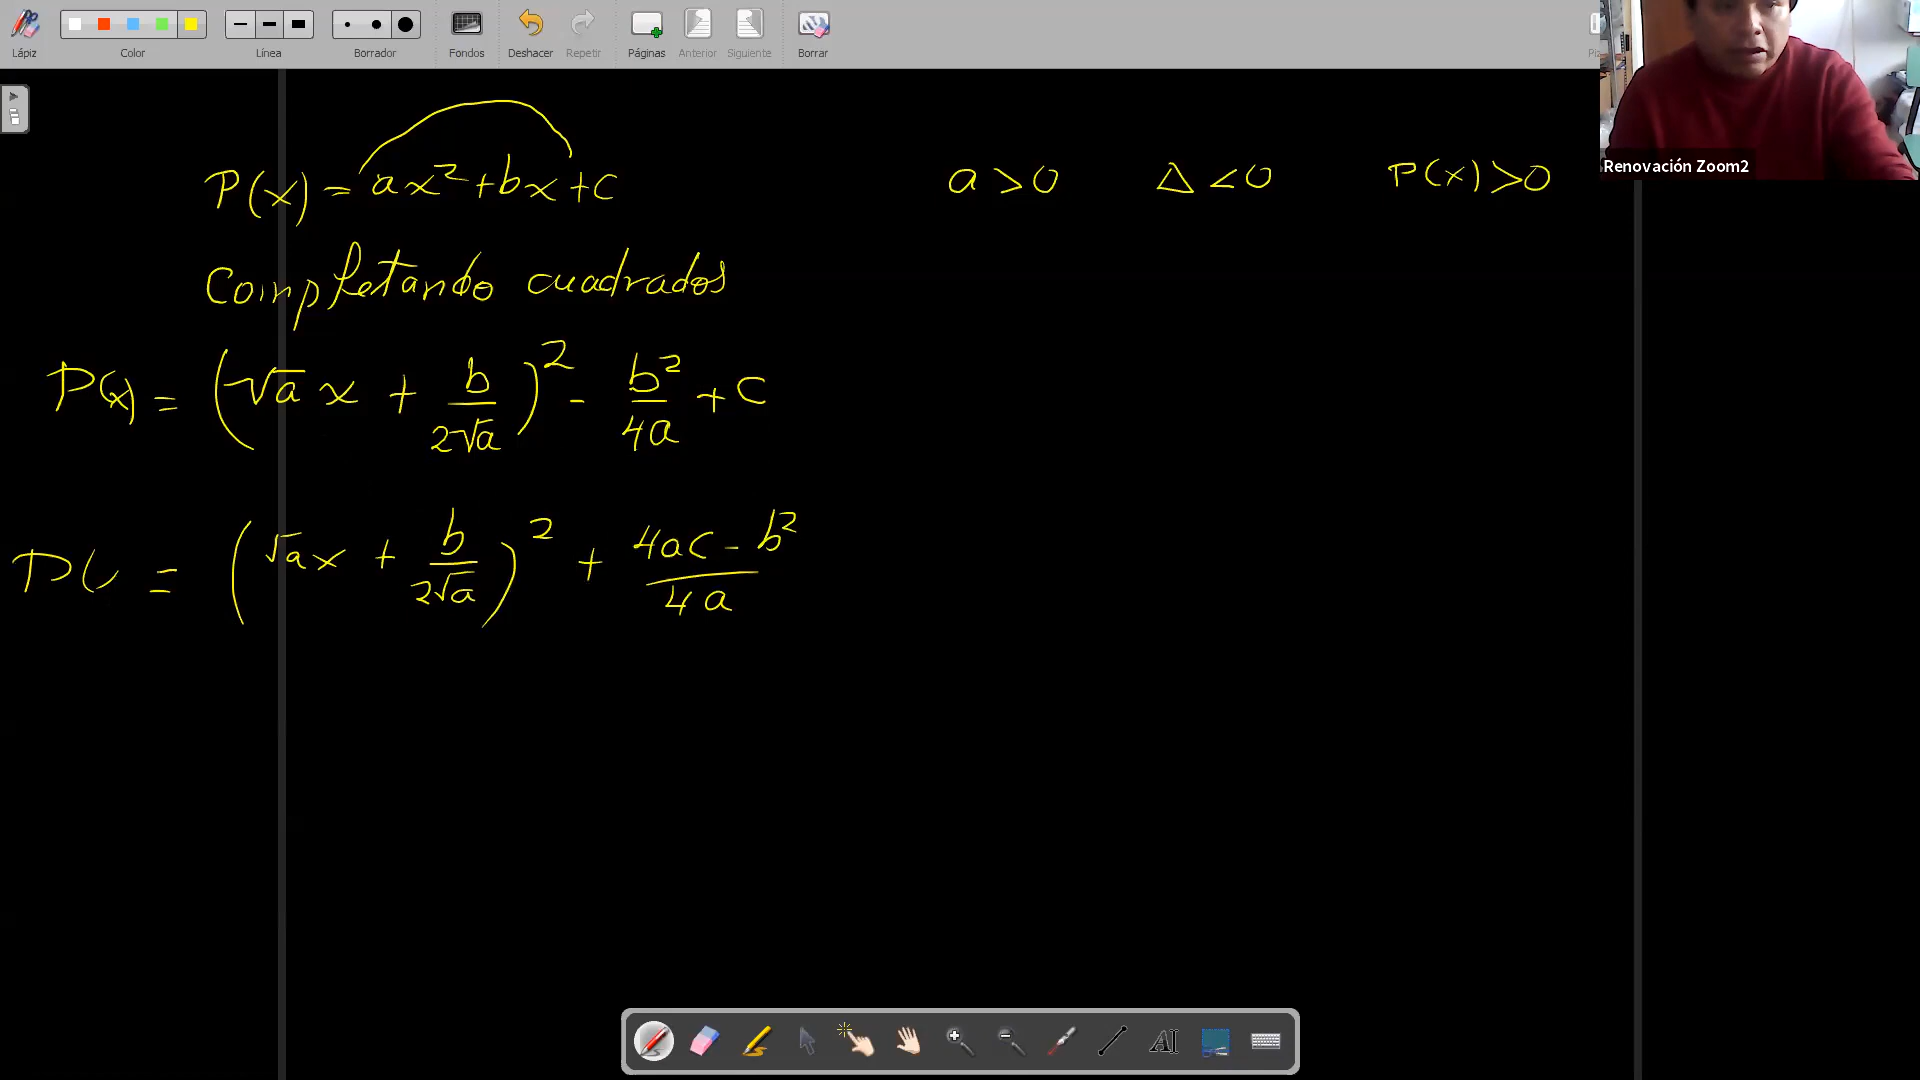 Lápiz Color Línea Borrador Fondos Deshacer Repetir Páginas Anterior Siguiente Borrar
Renovación Zoom2
P(x) = ax² + bx + c a > 0 Δ < 0 P(x) > 0
Completando cuadrados
P(x) = (√a x + b/2√a)² - b²/4a + c
P( = (√a x + b/2√a)² + 4ac - b²/4a
AI